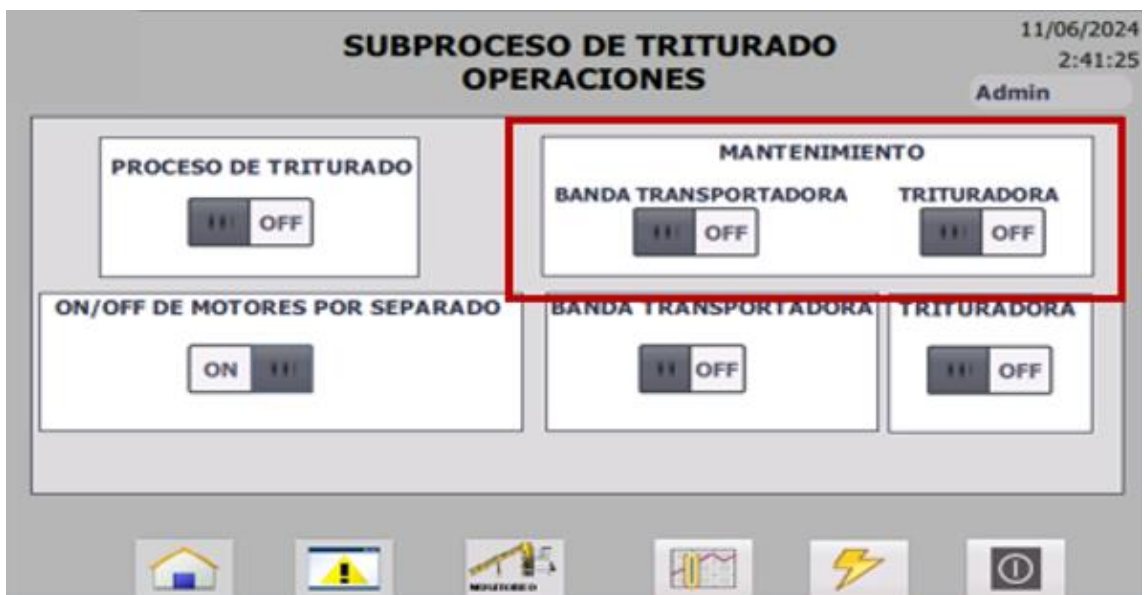 SUBPROCESO DE TRITURADO
OPERACIONES
11/06/2024
2:41:25
Admin
PROCESO DE TRITURADO
OFF
MANTENIMIENTO
BANDA TRANSPORTADORA
TRITURADORA
OFF
OFF
ON/OFF DE MOTORES POR SEPARADO
ON
BANDA TRANSPORTADORA
OFF
TRITURADORA
OFF
MONITOREO